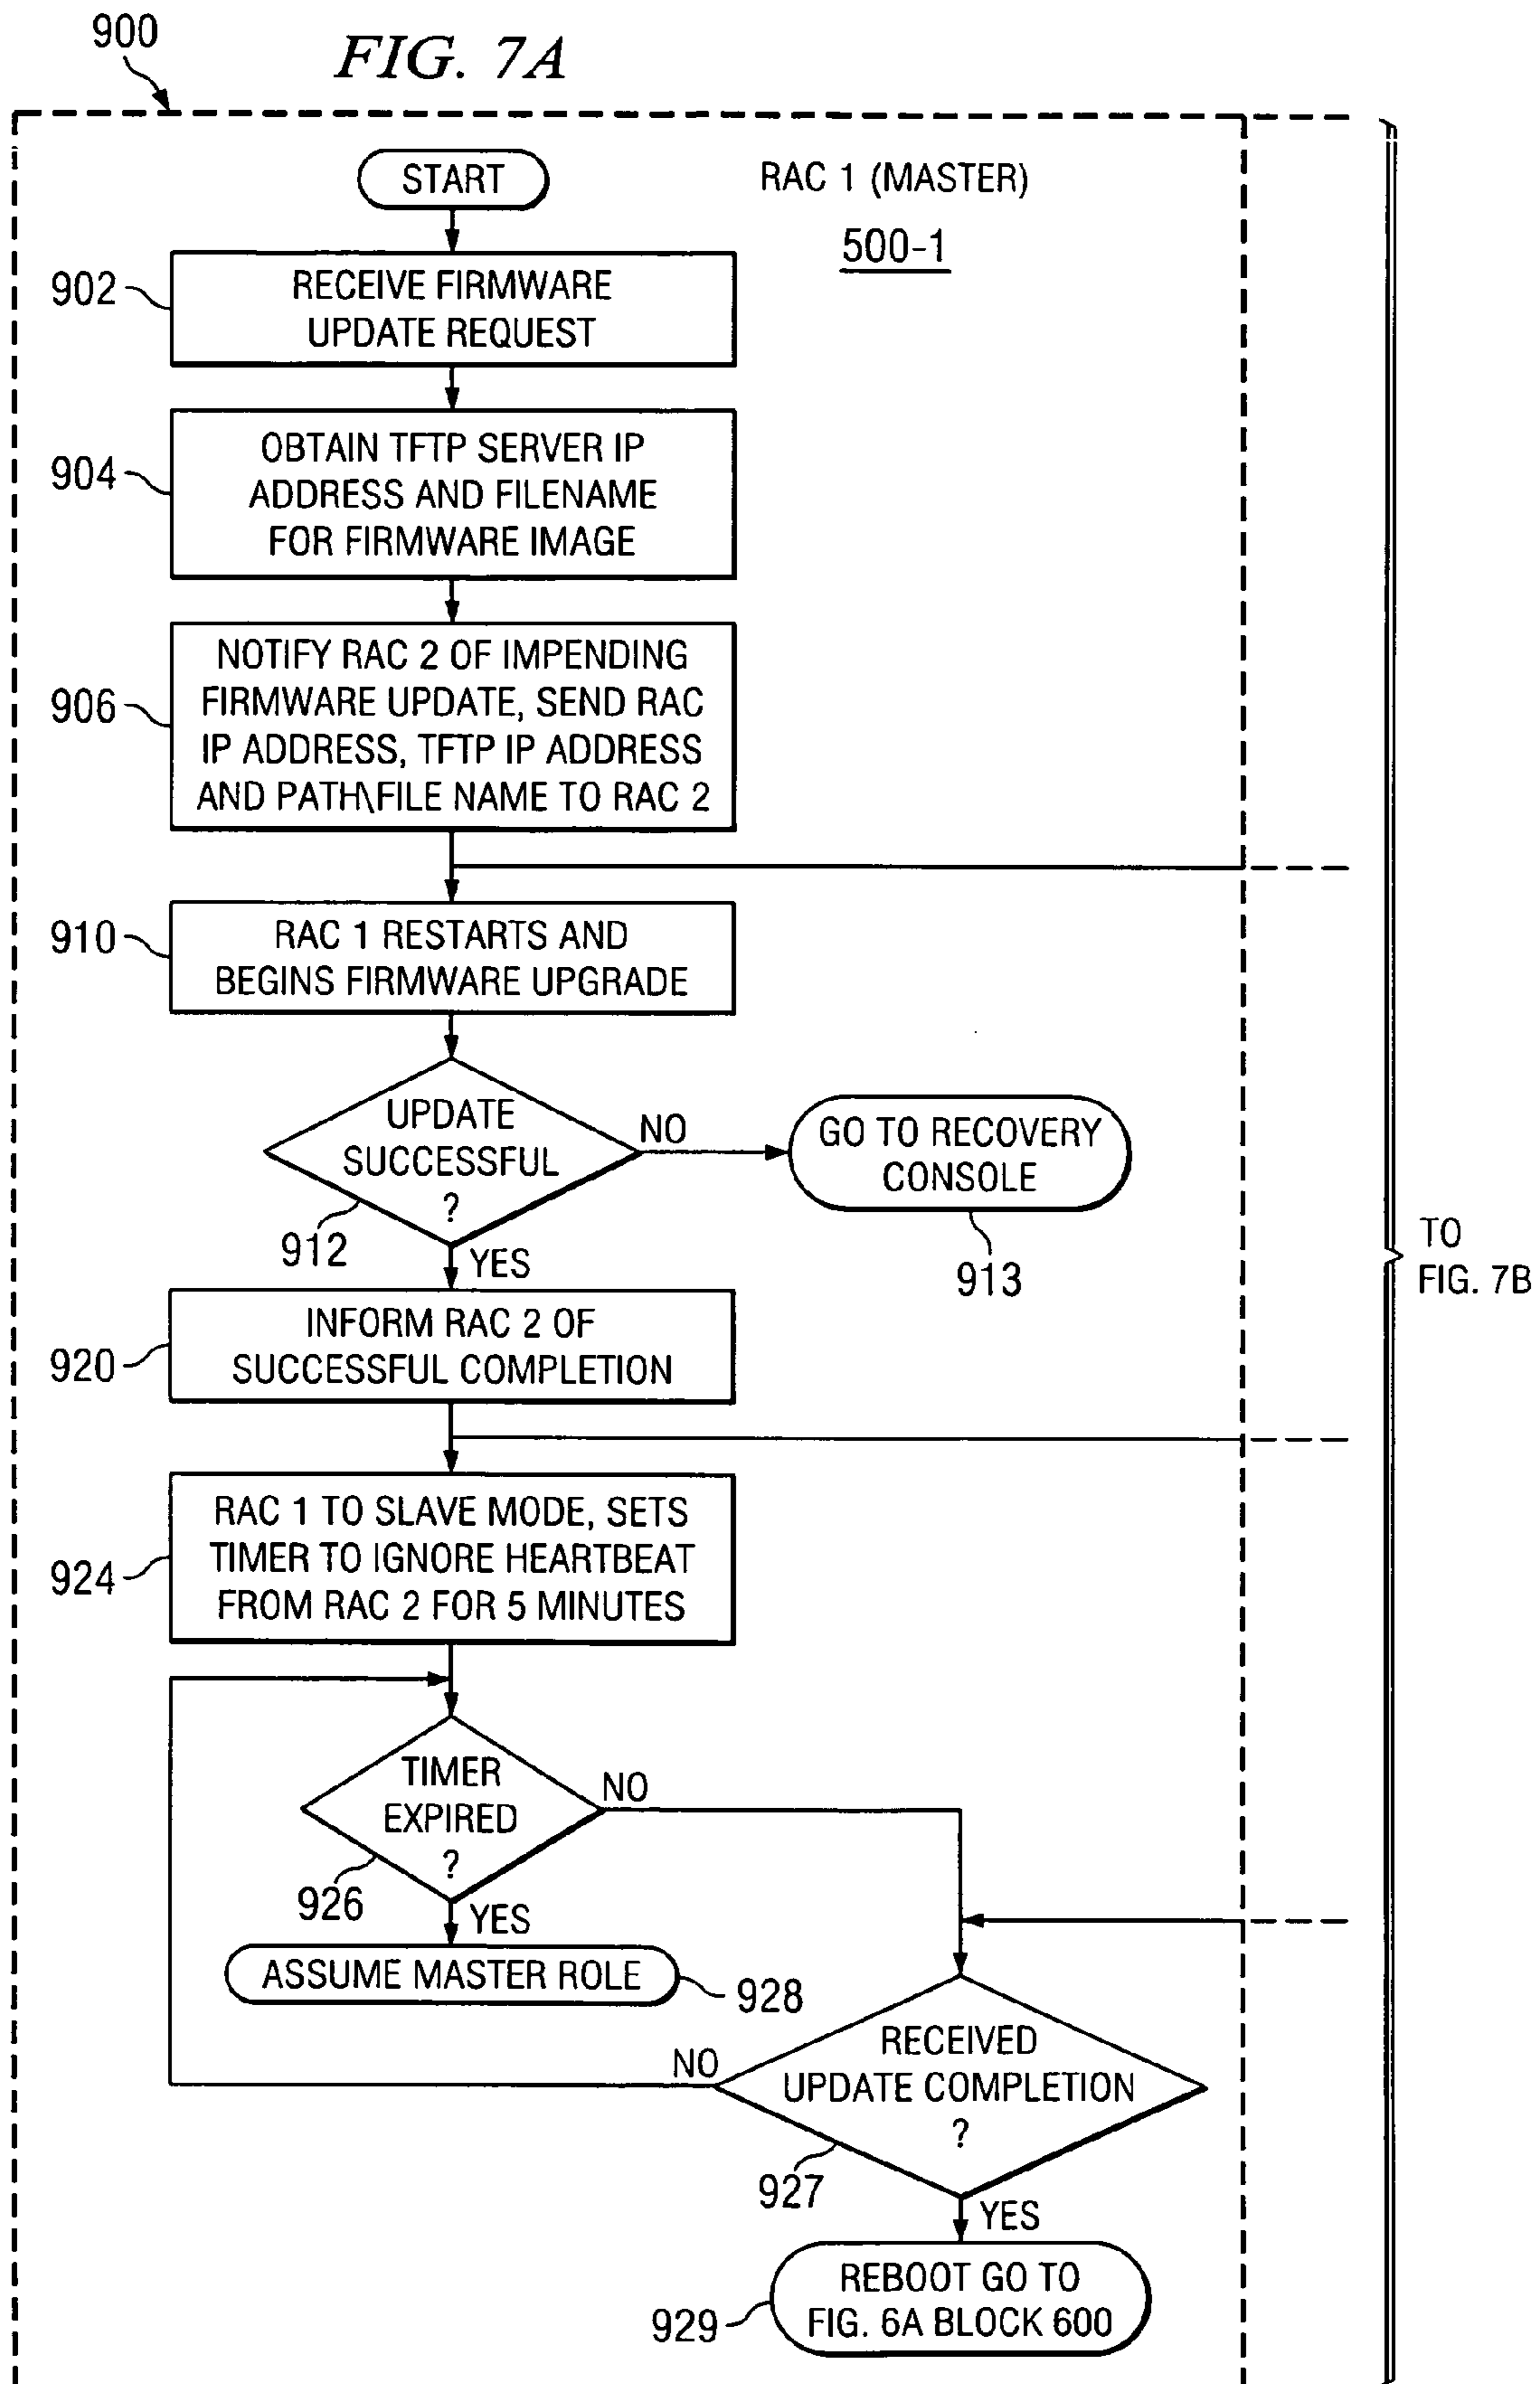 900
FIG. 7A
START
RAC 1 (MASTER)
500-1
902
RECEIVE FIRMWARE
UPDATE REQUEST
904
OBTAIN TFTP SERVER IP
ADDRESS AND FILENAME
FOR FIRMWARE IMAGE
906
NOTIFY RAC 2 OF IMPENDING
FIRMWARE UPDATE, SEND RAC
IP ADDRESS, TFTP IP ADDRESS
AND PATH\FILE NAME TO RAC 2
910
RAC 1 RESTARTS AND
BEGINS FIRMWARE UPGRADE
UPDATE
SUCCESSFUL
?
912
NO
GO TO RECOVERY
CONSOLE
913
YES
TO
FIG. 7B
920
INFORM RAC 2 OF
SUCCESSFUL COMPLETION
924
RAC 1 TO SLAVE MODE, SETS
TIMER TO IGNORE HEARTBEAT
FROM RAC 2 FOR 5 MINUTES
TIMER
EXPIRED
?
926
NO
YES
ASSUME MASTER ROLE
928
RECEIVED
UPDATE COMPLETION
?
NO
927
YES
929
REBOOT GO TO
FIG. 6A BLOCK 600